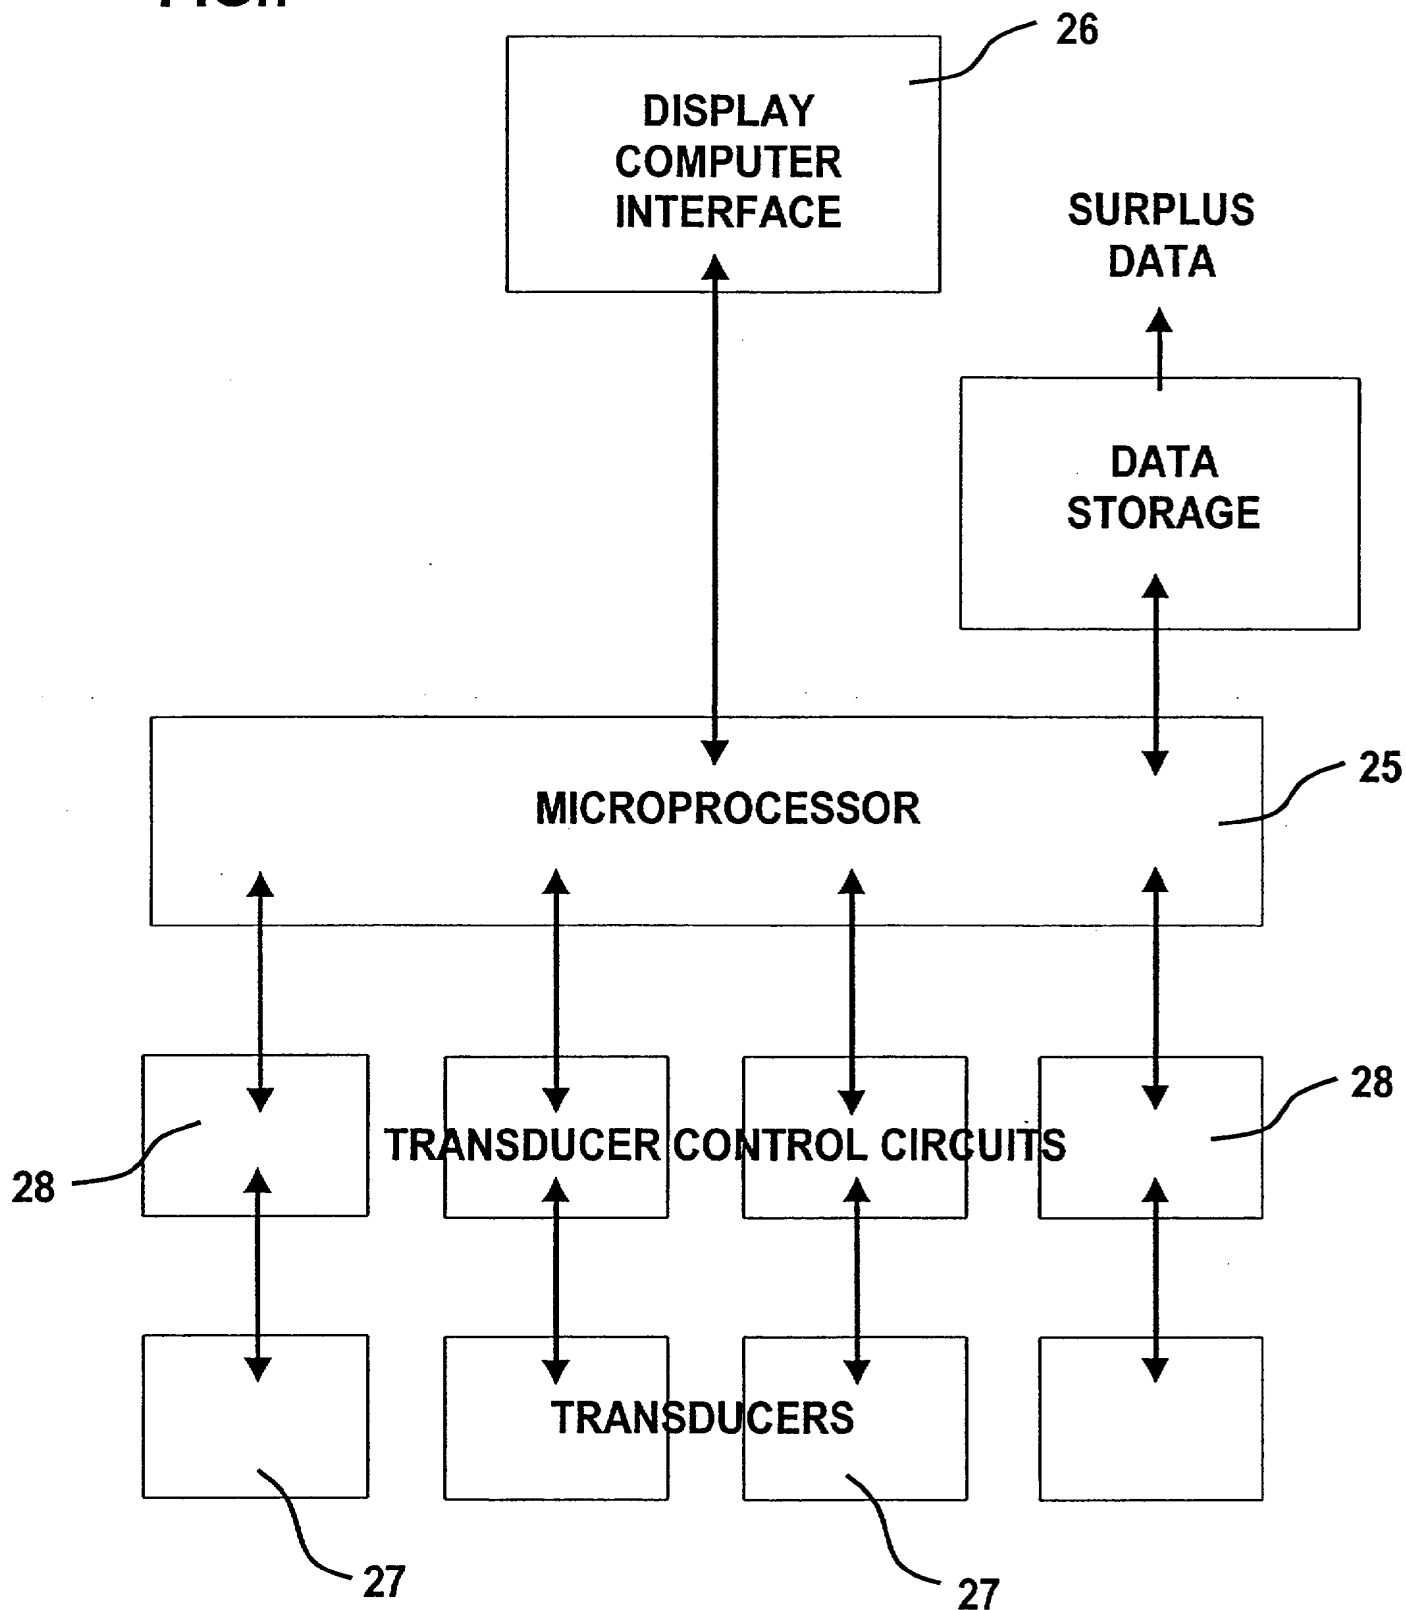 26
DISPLAY
COMPUTER
INTERFACE
SURPLUS
DATA
DATA
STORAGE
25
MICROPROCESSOR
28
TRANSDUCER CONTROL CIRCUITS
28
TRANSDUCERS
27
27